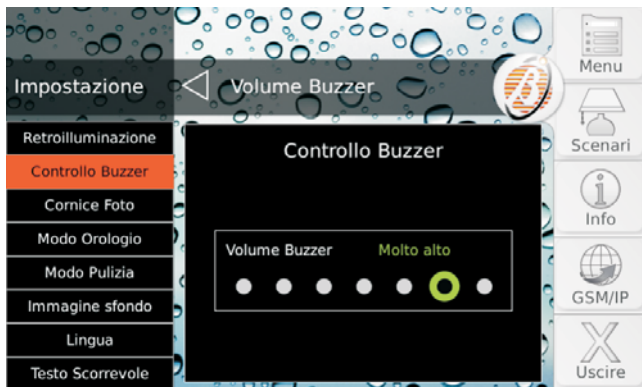 Impostazione
Volume Buzzer
Retroilluminazione
Controllo Buzzer
Cornice Foto
Modo Orologio
Modo Pulizia
Immagine sfondo
Lingua
Testo Scorrevole
Controllo Buzzer
Volume Buzzer Molto alto
Menu
Scenari
Info
GSM/IP
Uscire